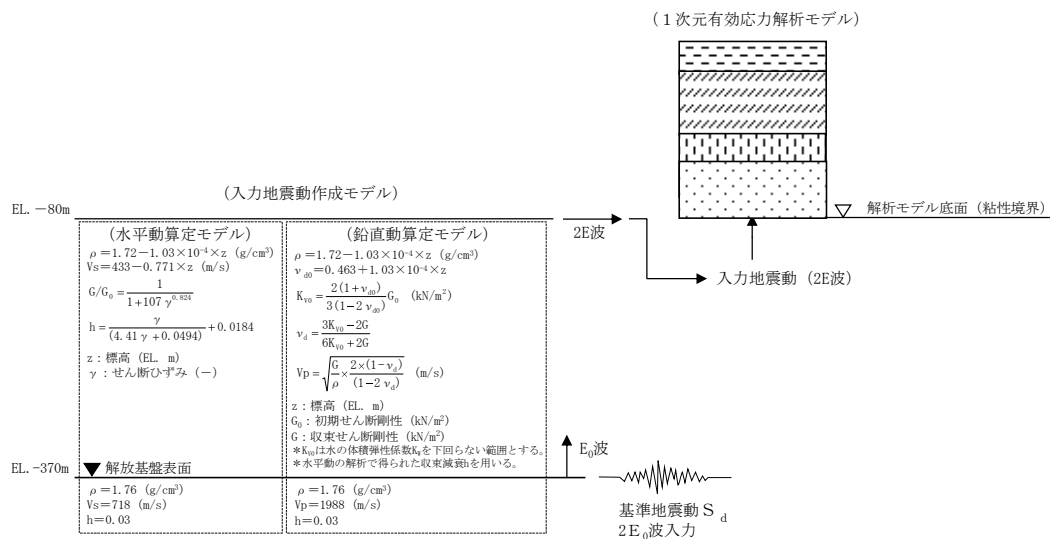 (1次元有効応力解析モデル)
(入力地震動作成モデル)
EL. －80m
(水平動算定モデル)
ρ＝1.72－1.03×10⁻⁴×z (g/cm³)
Vs＝433－0.771×z (m/s)
G/G₀＝1/(1＋107 γ^0.824)
h＝γ/(4.41 γ＋0.0494)＋0.0184
z：標高 (EL. m)
γ：せん断ひずみ (－)
(鉛直動算定モデル)
ρ＝1.72－1.03×10⁻⁴×z (g/cm³)
ν_d0＝0.463＋1.03×10⁻⁴×z
K_V0＝2(1＋ν_d0)/3(1－2ν_d0) G₀ (kN/m²)
ν_d＝(3K_V0－2G)/(6K_V0＋2G)
Vp＝√(G/ρ×2×(1－ν_d)/(1－2ν_d)) (m/s)
z：標高 (EL. m)
G₀：初期せん断剛性 (kN/m²)
G：収束せん断剛性 (kN/m²)
＊K_V0は水の体積弾性係数K_wを下回らない範囲とする。
＊水平動の解析で得られた収束減衰hを用いる。
2E波
解析モデル底面（粘性境界）
入力地震動（2E波）
E₀波
EL. -370m
解放基盤表面
ρ＝1.76 (g/cm³)
Vs＝718 (m/s)
h＝0.03
ρ＝1.76 (g/cm³)
Vp＝1988 (m/s)
h＝0.03
基準地震動Ｓ_d
2Ｅ₀波入力